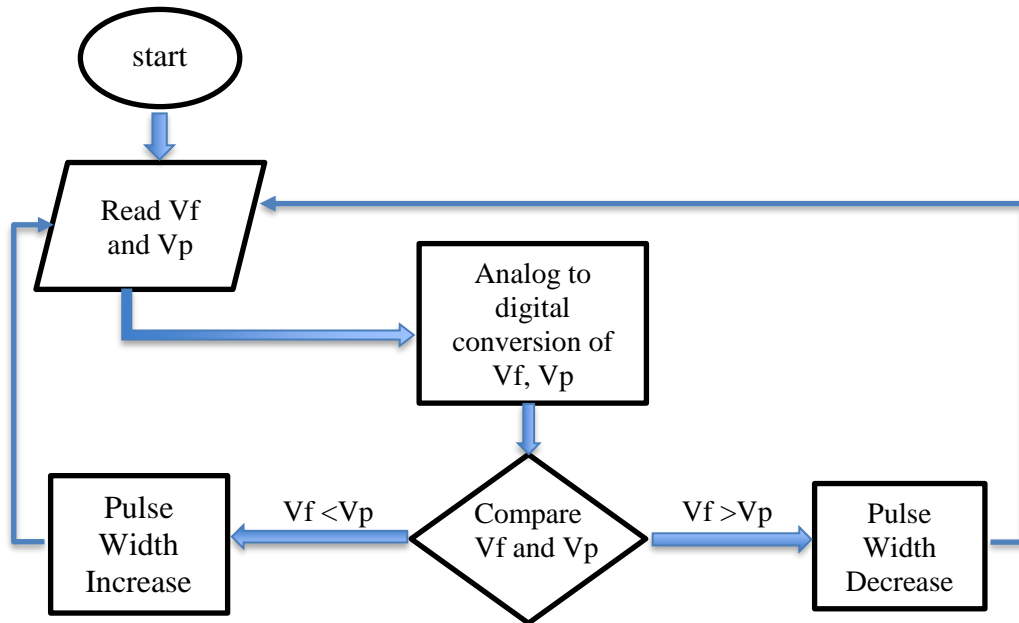 start
Read Vf
and Vp
Analog to
digital
conversion of
Vf, Vp
Vf <Vp
Compare
Vf and Vp
Vf >Vp
Pulse
Width
Increase
Pulse
Width
Decrease